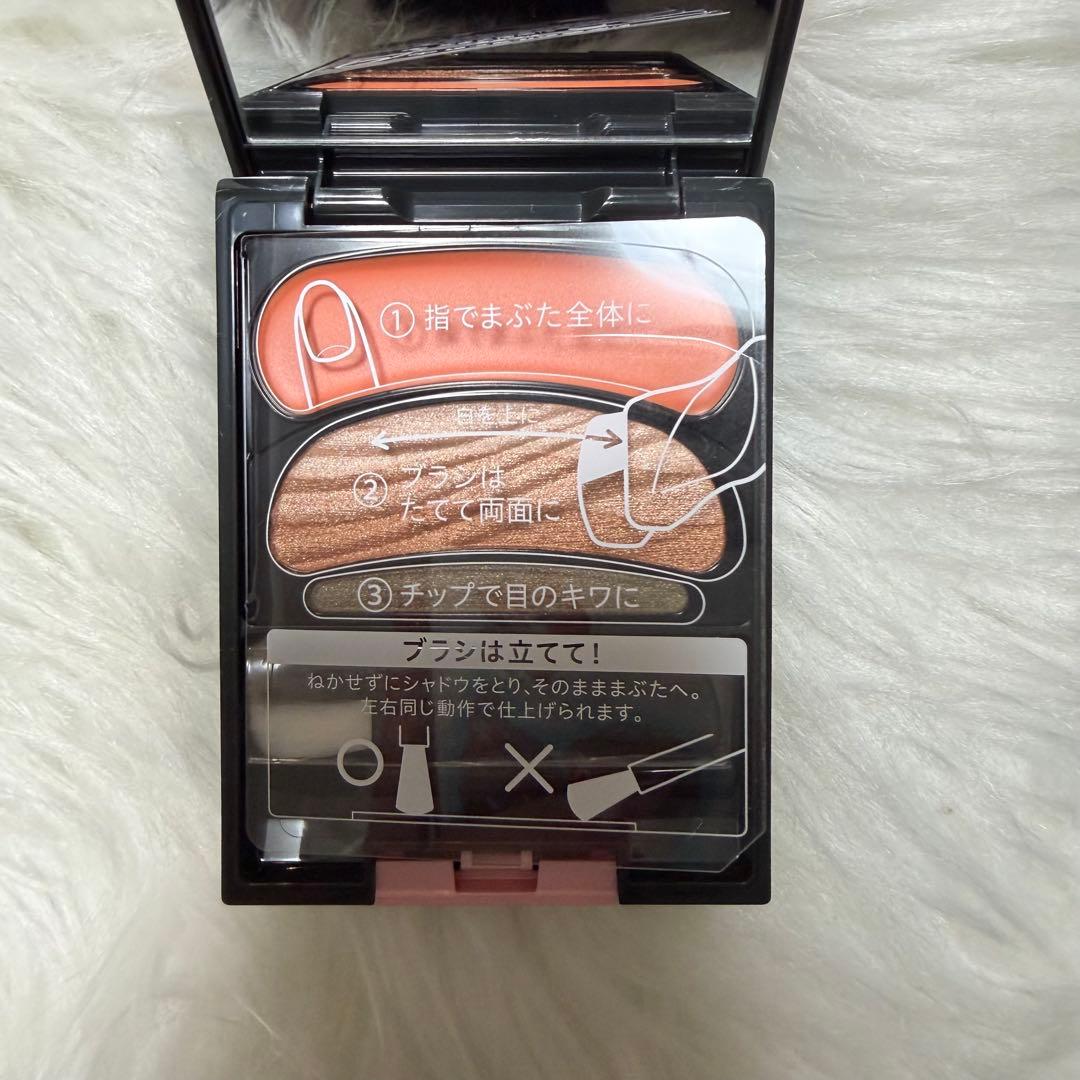 ① 指でまぶた全体に
白を上に
② ブラシは
たてて両面に
③ チップで目のキワに
ブラシは立てて!
ねかせずにシャドウをとり、そのまままぶたへ。
左右同じ動作で仕上げられます。